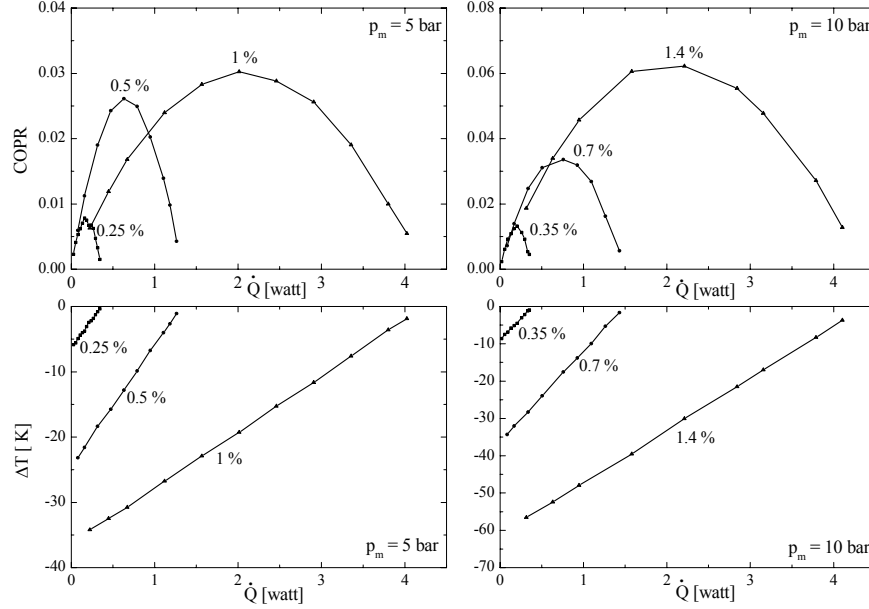 0.04
0.03
0.02
0.01
0.00
COPR
p_m = 5 bar
1 %
0.5 %
0.25 %
0 1 2 3 4
Q̇ [watt]
0.08
0.06
0.04
0.02
0.00
p_m = 10 bar
1.4 %
0.7 %
0.35 %
0 1 2 3 4
Q̇ [watt]
0
-10
-20
-30
-40
ΔT [ K]
0.25 %
0.5 %
1 %
p_m = 5 bar
0 1 2 3 4
Q̇ [watt]
0
-10
-20
-30
-40
-50
-60
-70
0.35 %
0.7 %
1.4 %
p_m = 10 bar
0 1 2 3 4
Q̇ [watt]